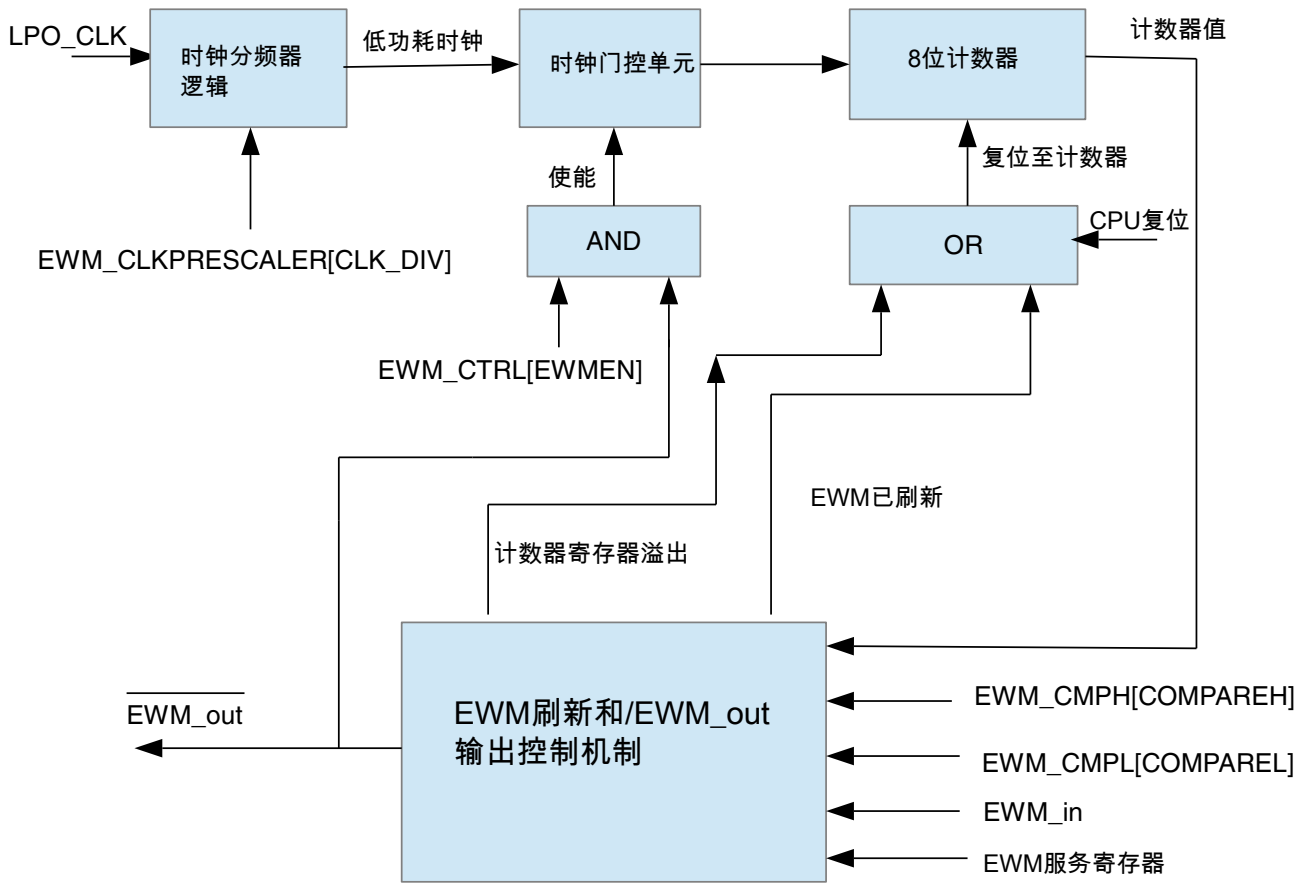 LPO_CLK
时钟分频器
逻辑
低功耗时钟
时钟门控单元
8位计数器
计数器值
复位至计数器
使能
AND
OR
CPU复位
EWM_CLKPRESCALER[CLK_DIV]
EWM_CTRL[EWMEN]
EWM已刷新
计数器寄存器溢出
EWM_out
EWM刷新和/EWM_out
输出控制机制
EWM_CMPH[COMPAREH]
EWM_CMPL[COMPAREL]
EWM_in
EWM服务寄存器